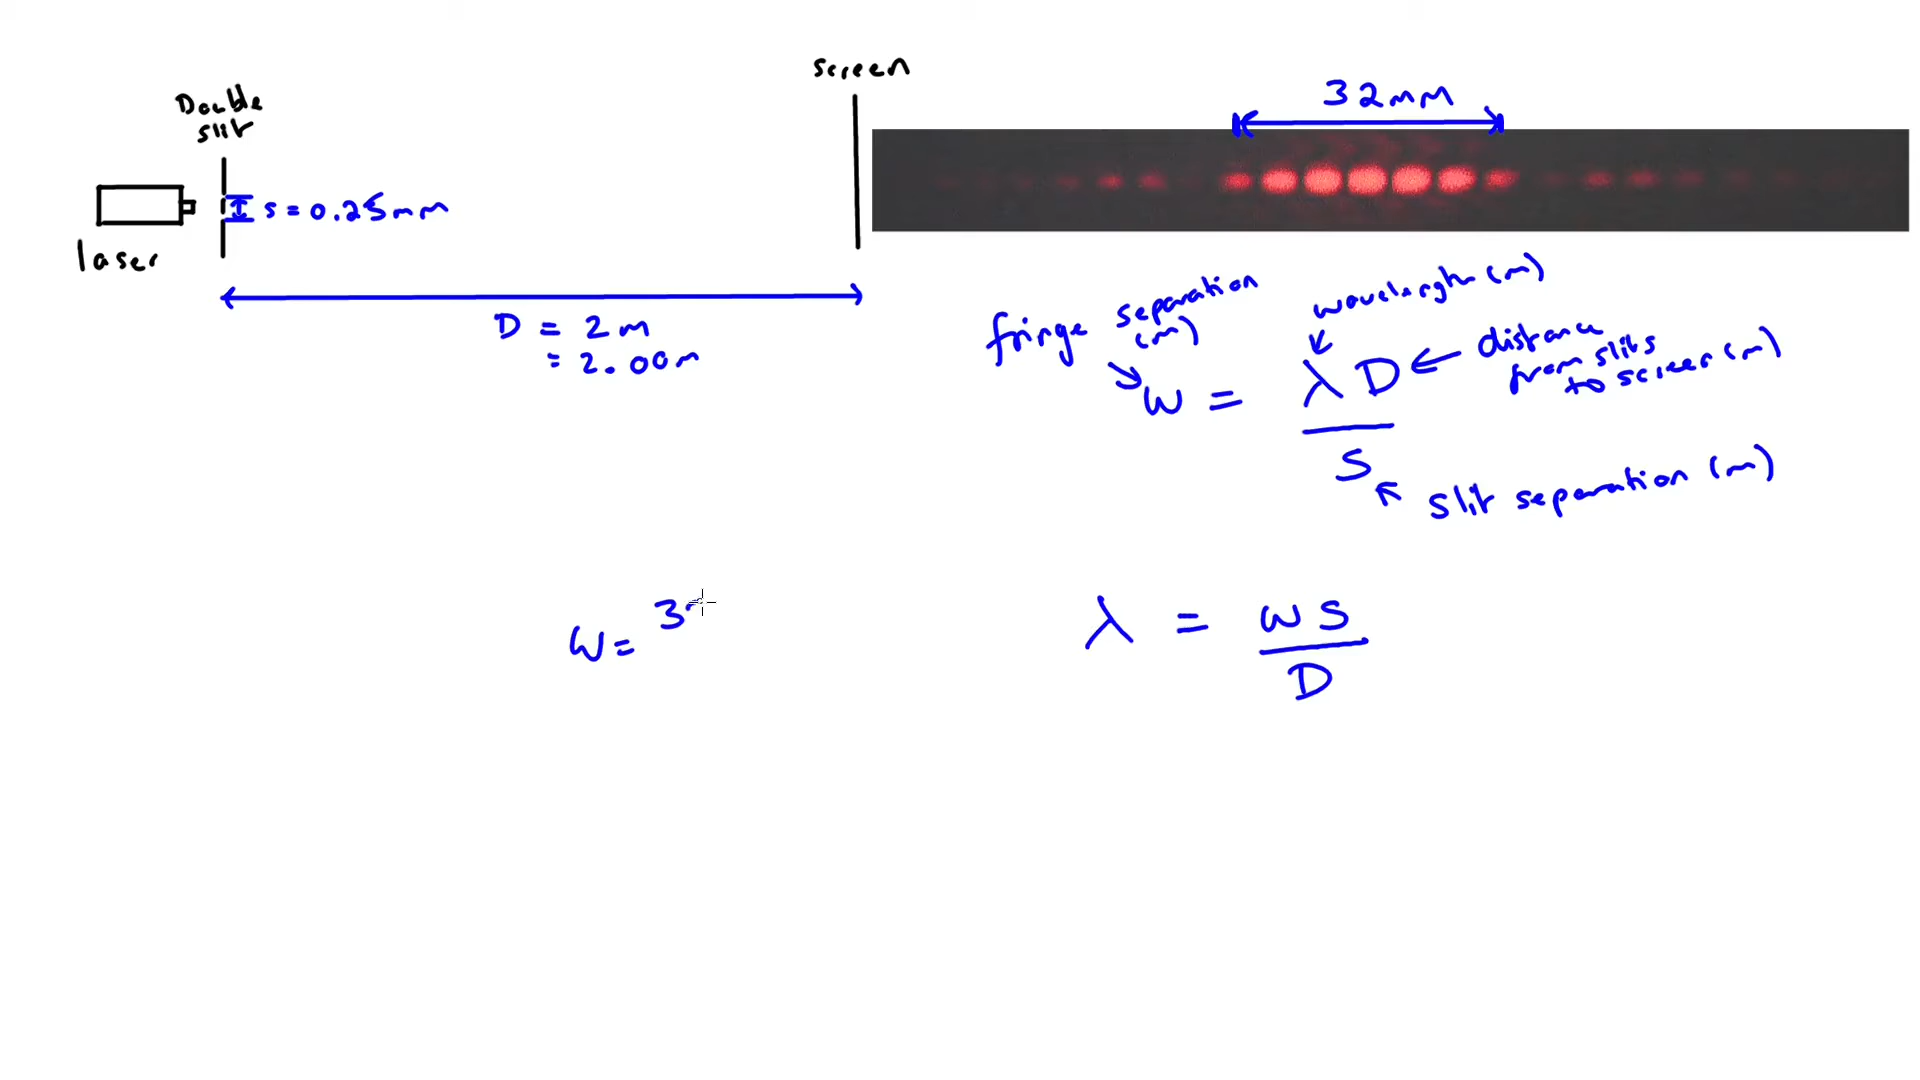 screen
Double
slit
32mm
s = 0.25mm
laser
D = 2m
= 2.00m
fringe separation
(m)
wavelength (m)
distance
from slits
to screen (m)
w = λD
s
slit separation (m)
w = 3
λ = ws
D